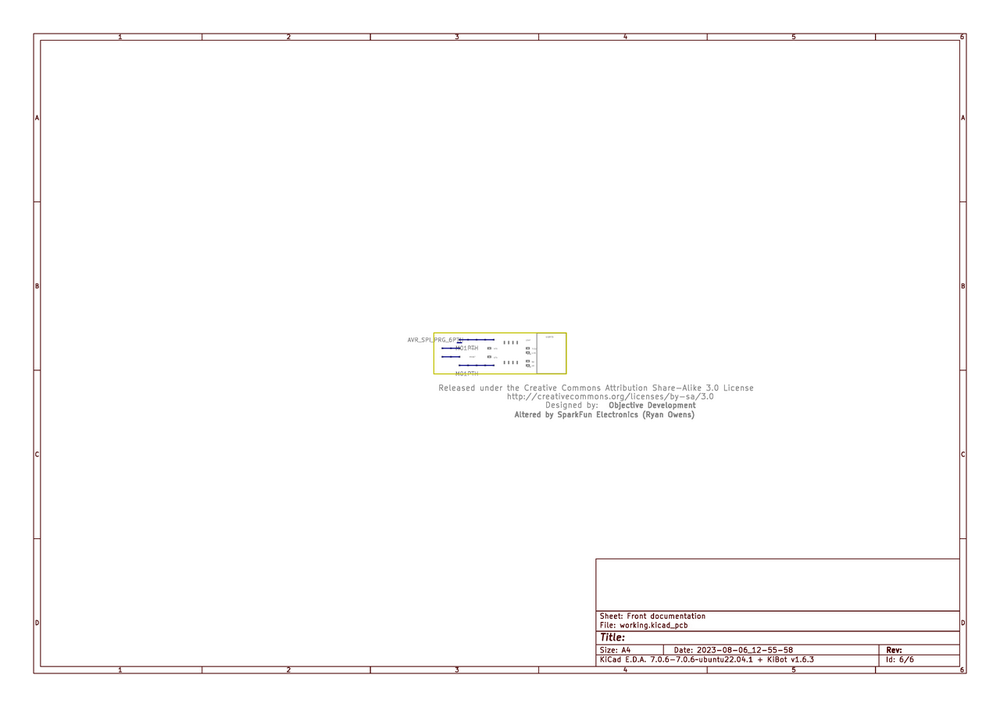 1 2 3 4 5 6
A A
B B
AVR_SPI_PRG_6PTH
M01PTH
M01PTH
Released under the Creative Commons Attribution Share-Alike 3.0 License
http://creativecommons.org/licenses/by-sa/3.0
Designed by: Objective Development
Altered by SparkFun Electronics (Ryan Owens)
C C
D D
Sheet: Front documentation
File: working.kicad_pcb
Title:
Size: A4 Date: 2023-08-06_12-55-58 Rev:
KiCad E.D.A. 7.0.6-7.0.6~ubuntu22.04.1 + KiBot v1.6.3 Id: 6/6
1 2 3 4 5 6